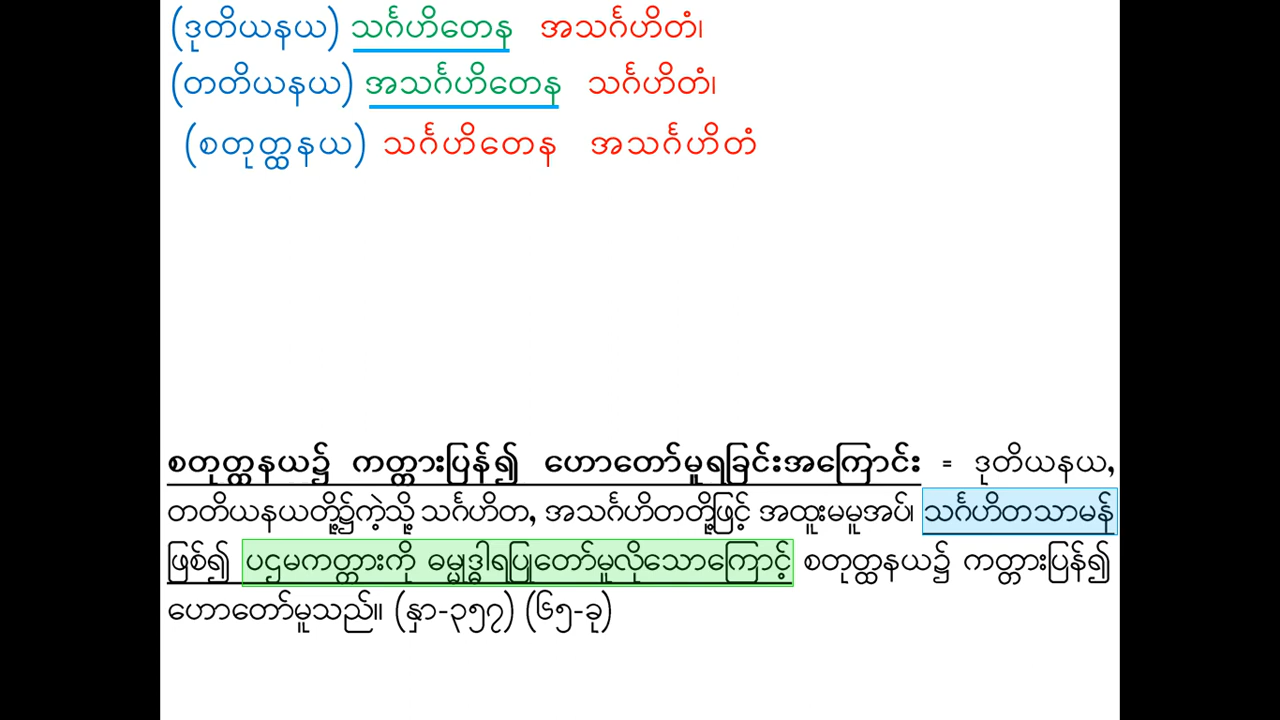 (ဒုတိယနယ) သင်္ဂဟိတေန အသင်္ဂဟိတံ၊
(တတိယနယ) အသင်္ဂဟိတေန သင်္ဂဟိတံ၊
(စတုတ္ထနယ) သင်္ဂဟိတေန အသင်္ဂဟိတံ
စတုတ္ထနယ၌ ကတ္တားပြန်၍ ဟောတော်မူရခြင်းအကြောင်း = ဒုတိယနယ,
တတိယနယတို့၌ကဲ့သို့ သင်္ဂဟိတ, အသင်္ဂဟိတတို့ဖြင့် အထူးမမူအပ်၊ သင်္ဂဟိတသာမန်
ဖြစ်၍ ပဌမကတ္တားကို ဓမ္မုဒ္ဓါရပြုတော်မူလိုသောကြောင့် စတုတ္ထနယ၌ ကတ္တားပြန်၍
ဟောတော်မူသည်။ (နှာ-၃၅၇) (၆၅-ခု)